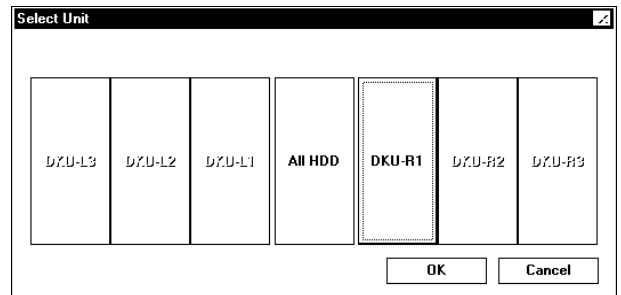 Select Unit
DKU-L3 DKU-L2 DKU-L1 All HDD DKU-R1 DKU-R2 DKU-R3
OK Cancel